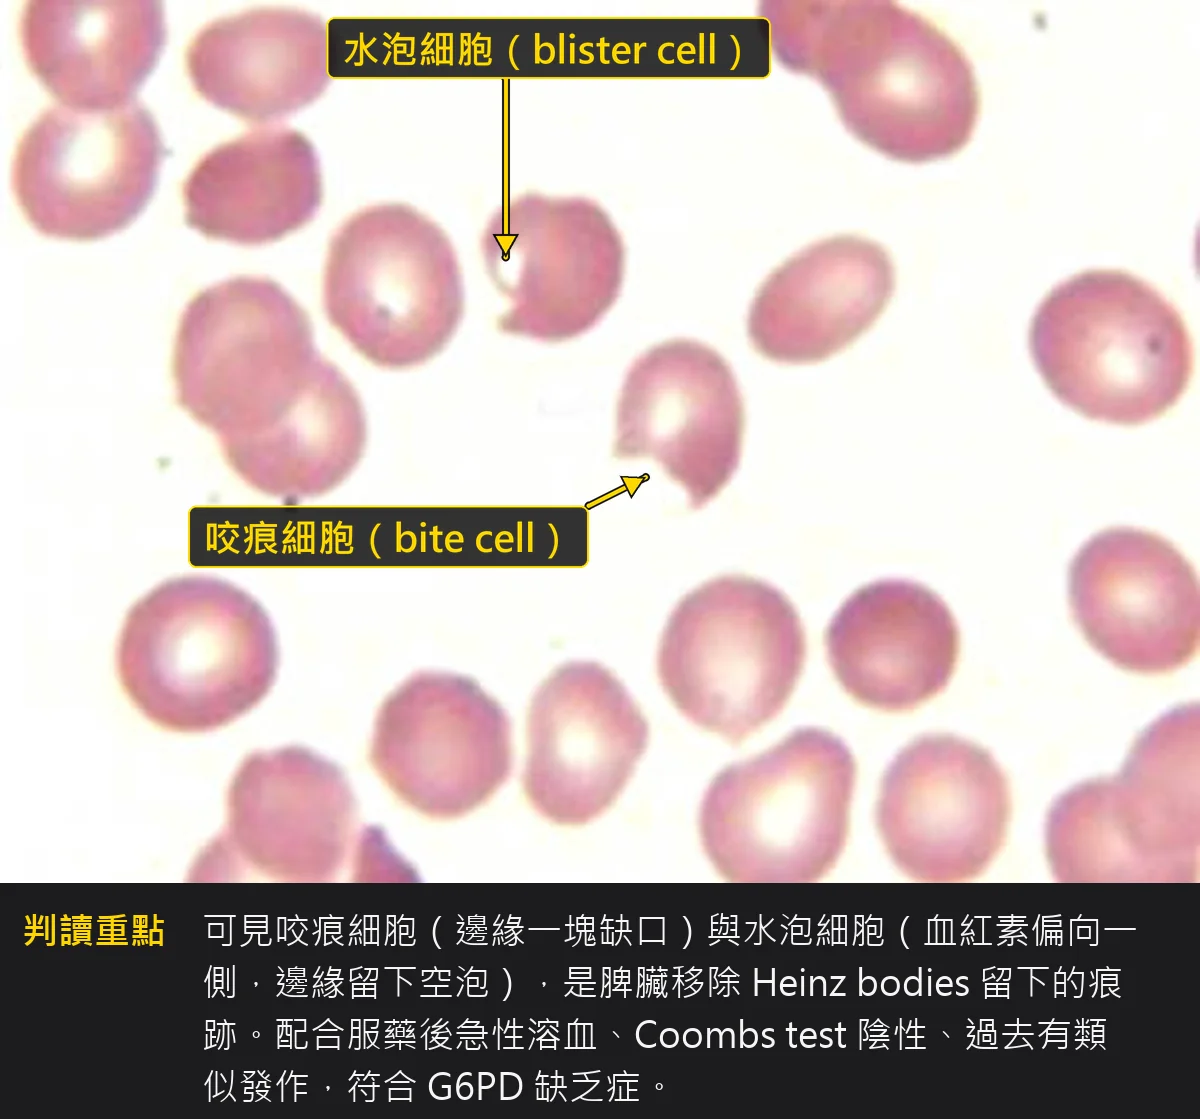 水泡細胞（blister cell）
咬痕細胞（bite cell）
判讀重點
可見咬痕細胞（邊緣一塊缺口）與水泡細胞（血紅素偏向一
側，邊緣留下空泡），是脾臟移除 Heinz bodies 留下的痕
跡。配合服藥後急性溶血、Coombs test 陰性、過去有類
似發作，符合 G6PD 缺乏症。